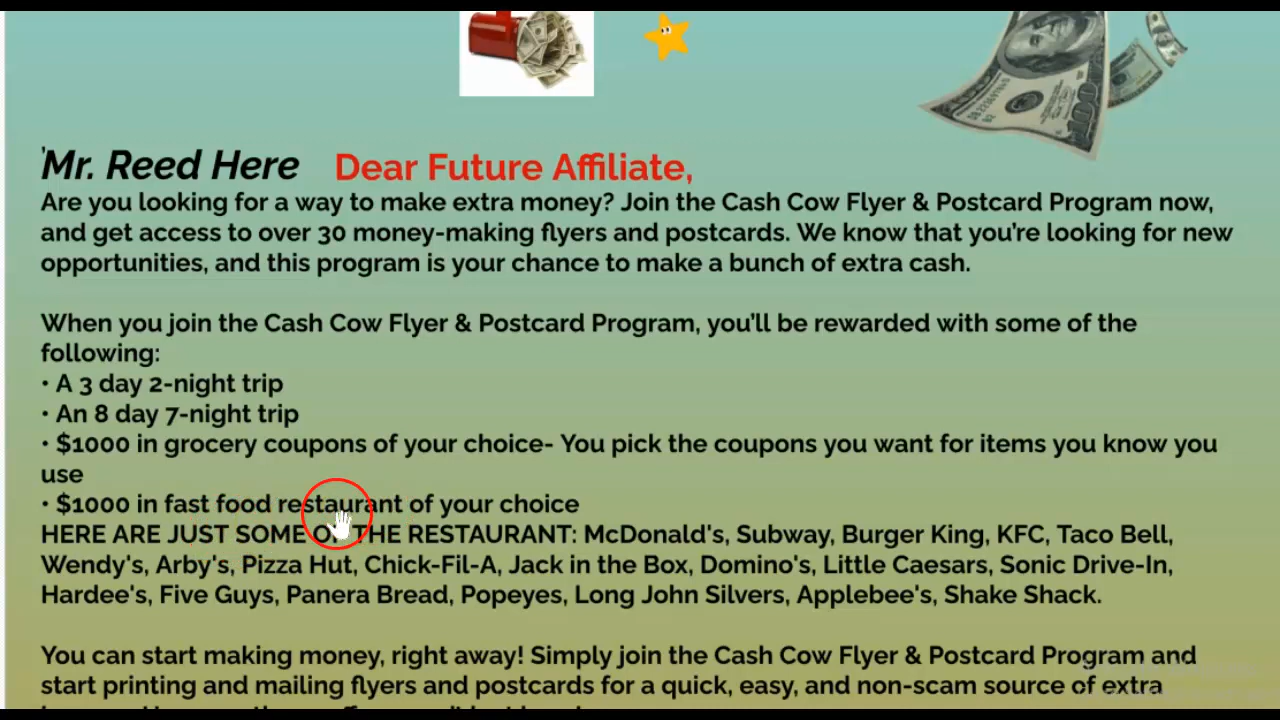 'Mr. Reed Here Dear Future Affiliate,
Are you looking for a way to make extra money? Join the Cash Cow Flyer & Postcard Program now,
and get access to over 30 money-making flyers and postcards. We know that you're looking for new
opportunities, and this program is your chance to make a bunch of extra cash.
When you join the Cash Cow Flyer & Postcard Program, you'll be rewarded with some of the
following:
• A 3 day 2-night trip
• An 8 day 7-night trip
• $1000 in grocery coupons of your choice- You pick the coupons you want for items you know you
use
• $1000 in fast food restaurant of your choice
HERE ARE JUST SOME OF THE RESTAURANT: McDonald's, Subway, Burger King, KFC, Taco Bell,
Wendy's, Arby's, Pizza Hut, Chick-Fil-A, Jack in the Box, Domino's, Little Caesars, Sonic Drive-In,
Hardee's, Five Guys, Panera Bread, Popeyes, Long John Silvers, Applebee's, Shake Shack.
You can start making money, right away! Simply join the Cash Cow Flyer & Postcard Program and
start printing and mailing flyers and postcards for a quick, easy, and non-scam source of extra